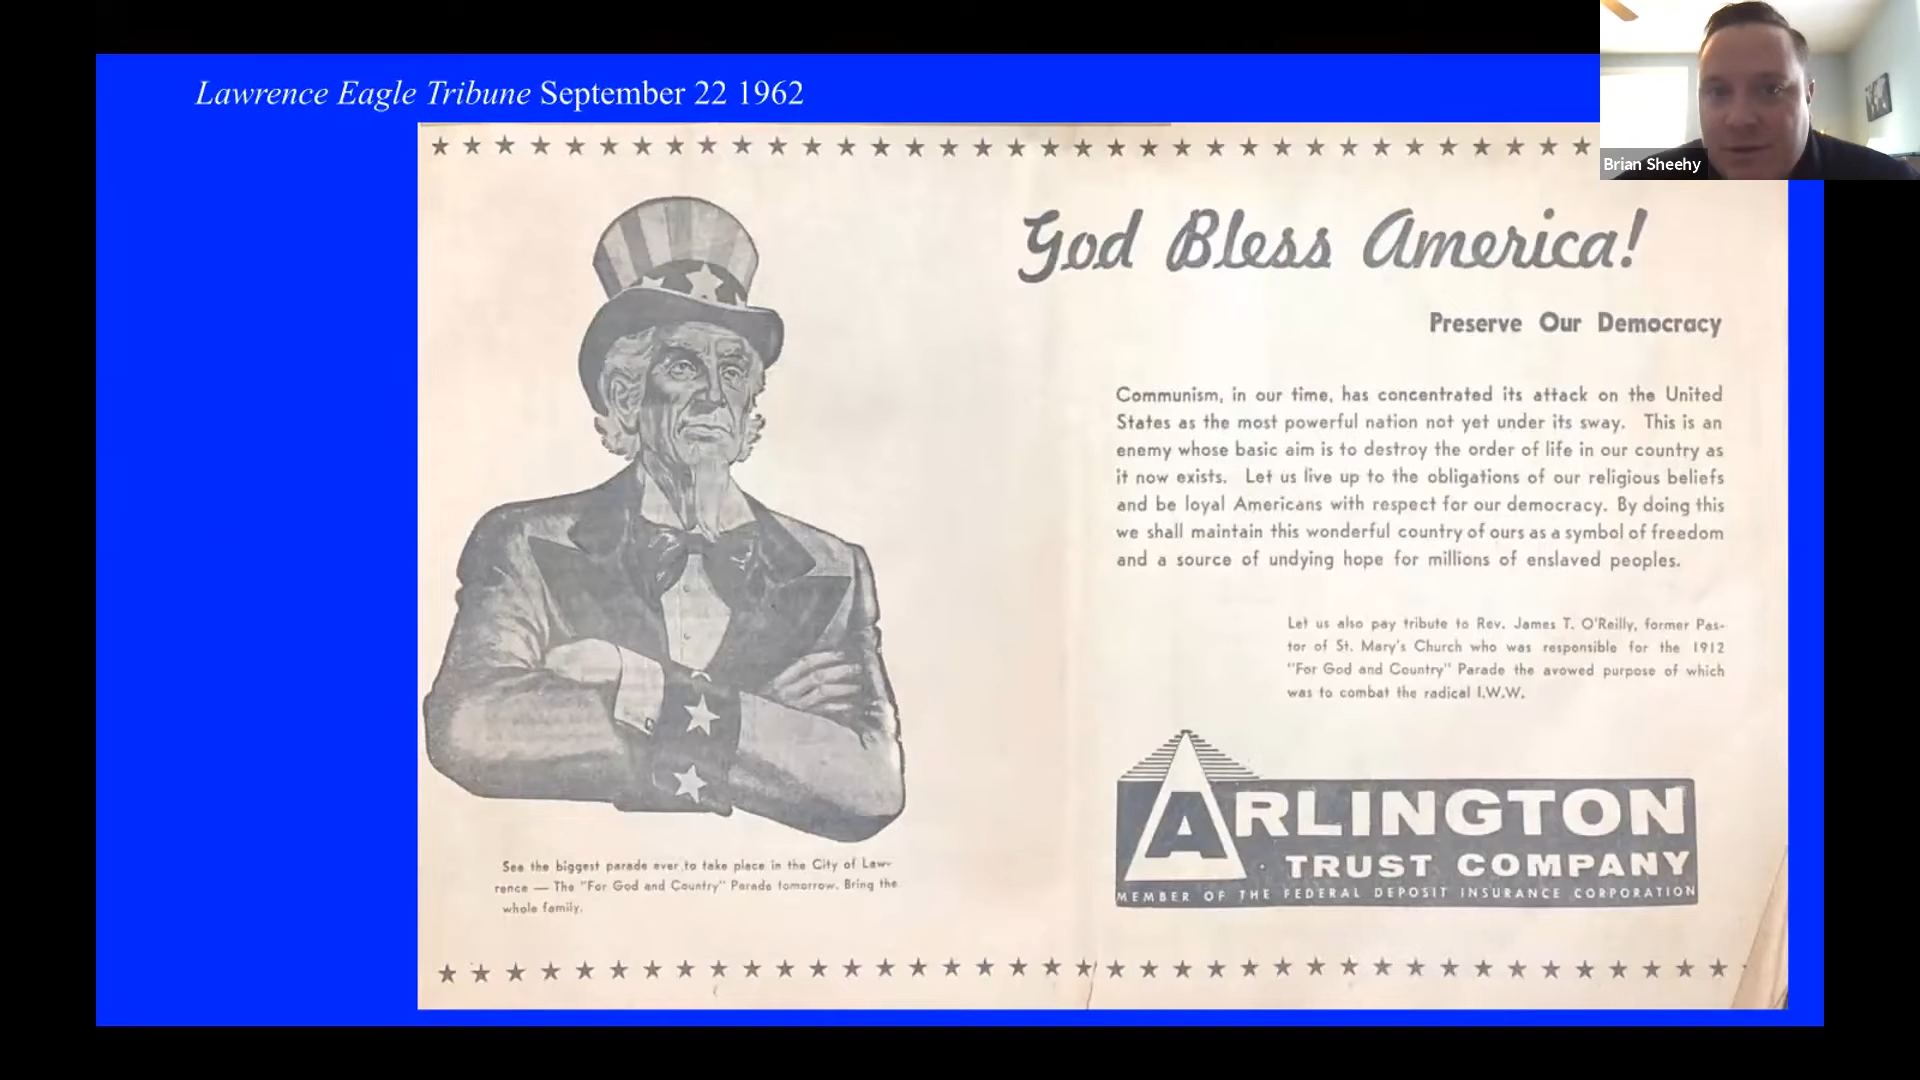 Lawrence Eagle Tribune September 22 1962
Brian Sheehy
God Bless America!
Preserve Our Democracy
Communism, in our time, has concentrated its attack on the United
States as the most powerful nation not yet under its sway. This is an
enemy whose basic aim is to destroy the order of life in our country as
it now exists. Let us live up to the obligations of our religious beliefs
and be loyal Americans with respect for our democracy. By doing this
we shall maintain this wonderful country of ours as a symbol of freedom
and a source of undying hope for millions of enslaved peoples.
Let us also pay tribute to Rev. James T. O'Reilly, former Pas-
tor of St. Mary's Church who was responsible for the 1912
"For God and Country" Parade the avowed purpose of which
was to combat the radical I.W.W.
ARLINGTON
TRUST COMPANY
MEMBER OF THE FEDERAL DEPOSIT INSURANCE CORPORATION
See the biggest parade ever to take place in the City of Law-
rence — The "For God and Country" Parade tomorrow. Bring the
whole family.